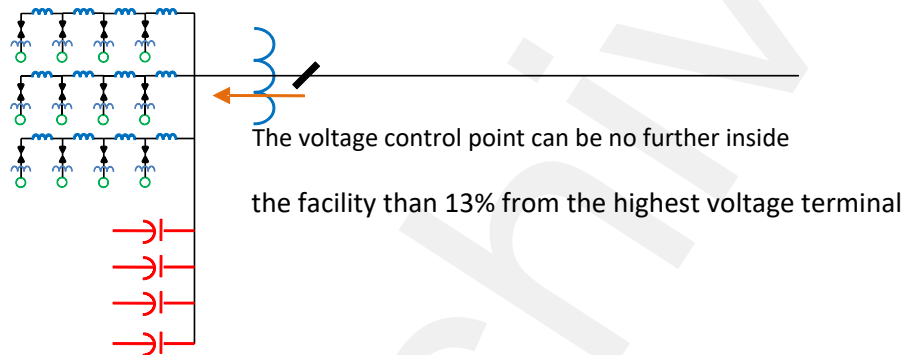 The voltage control point can be no further inside
the facility than 13% from the highest voltage terminal